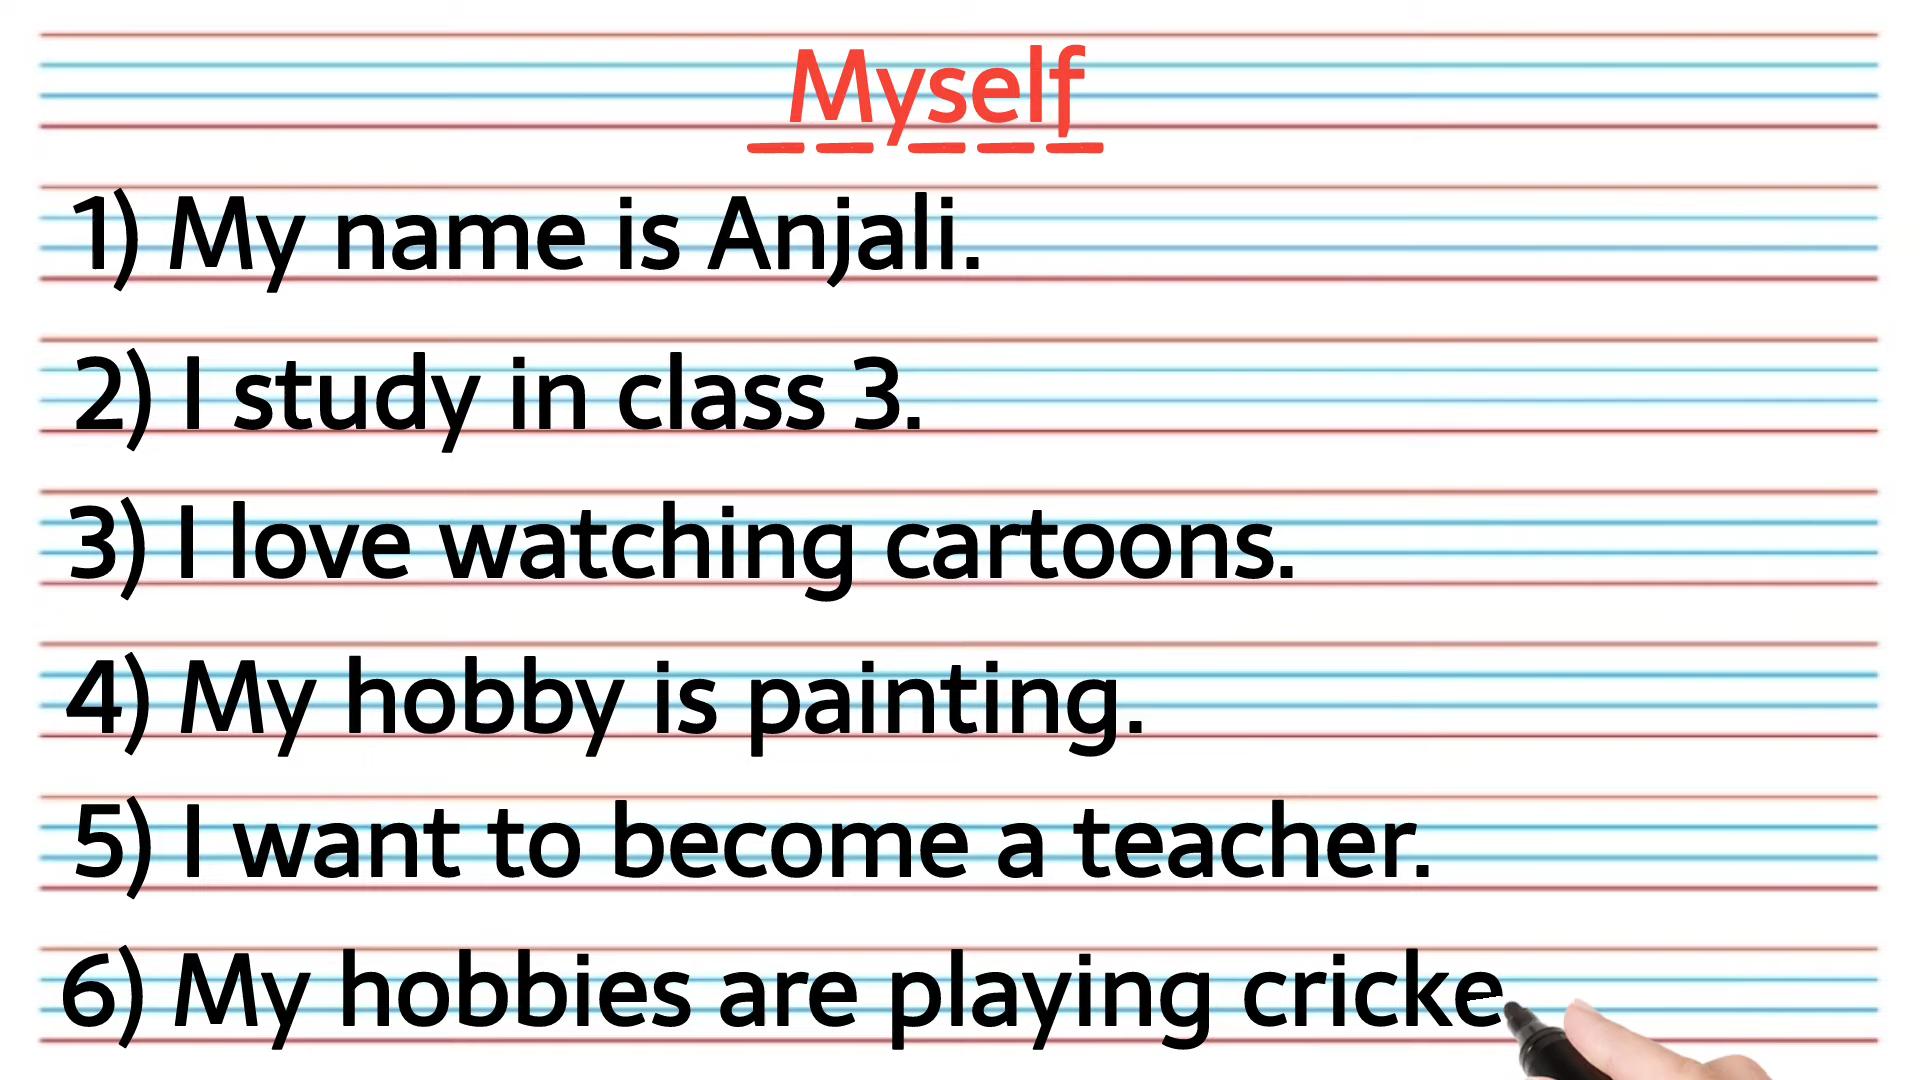 Myself
1) My name is Anjali.
2) I study in class 3.
3) I love watching cartoons.
4) My hobby is painting.
5) I want to become a teacher.
6) My hobbies are playing cricke